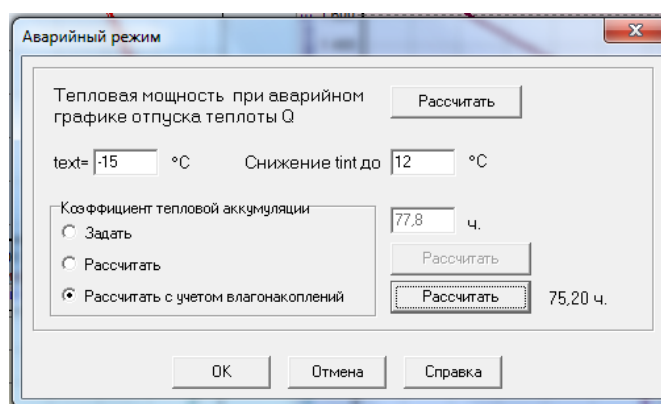 Аварийный режим
Тепловая мощность при аварийном
графике отпуска теплоты Q
Рассчитать
text= -15 °C Снижение tint до 12 °C
Коэффициент тепловой аккумуляции
77,8 ч.
Задать
Рассчитать Рассчитать
Рассчитать с учетом влагонакоплений Рассчитать 75,20 ч.
OK Отмена Справка